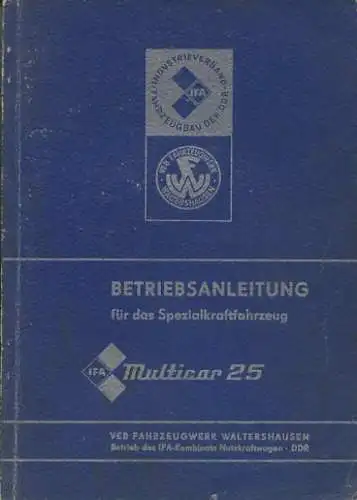 INDUSTRIEVERBAND
FAHRZEUGBAU DER DDR
IFA
VEB FAHRZEUGWERK
WALTERSHAUSEN
BETRIEBSANLEITUNG
für das Spezialkraftfahrzeug
IFA Multicar 25
VEB FAHRZEUGWERK WALTERSHAUSEN
Betrieb des IFA-Kombinats Nutzkraftwagen · DDR